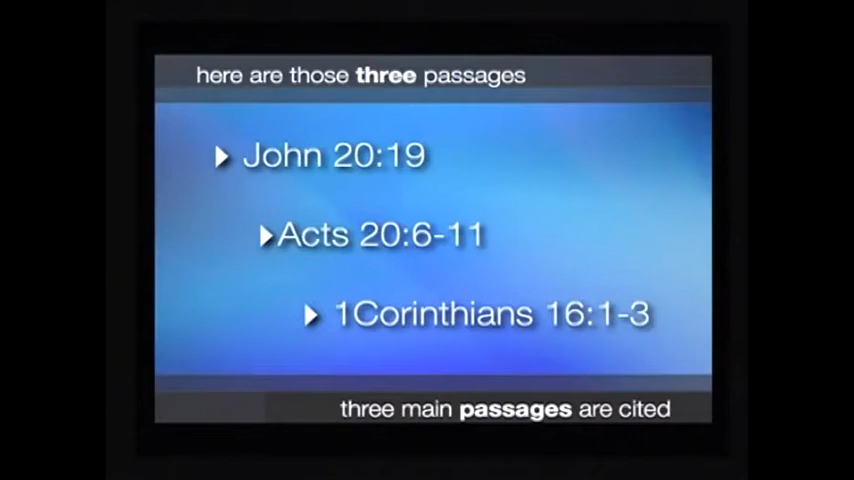 here are those three passages
John 20:19
Acts 20:6-11
1Corinthians 16:1-3
three main passages are cited